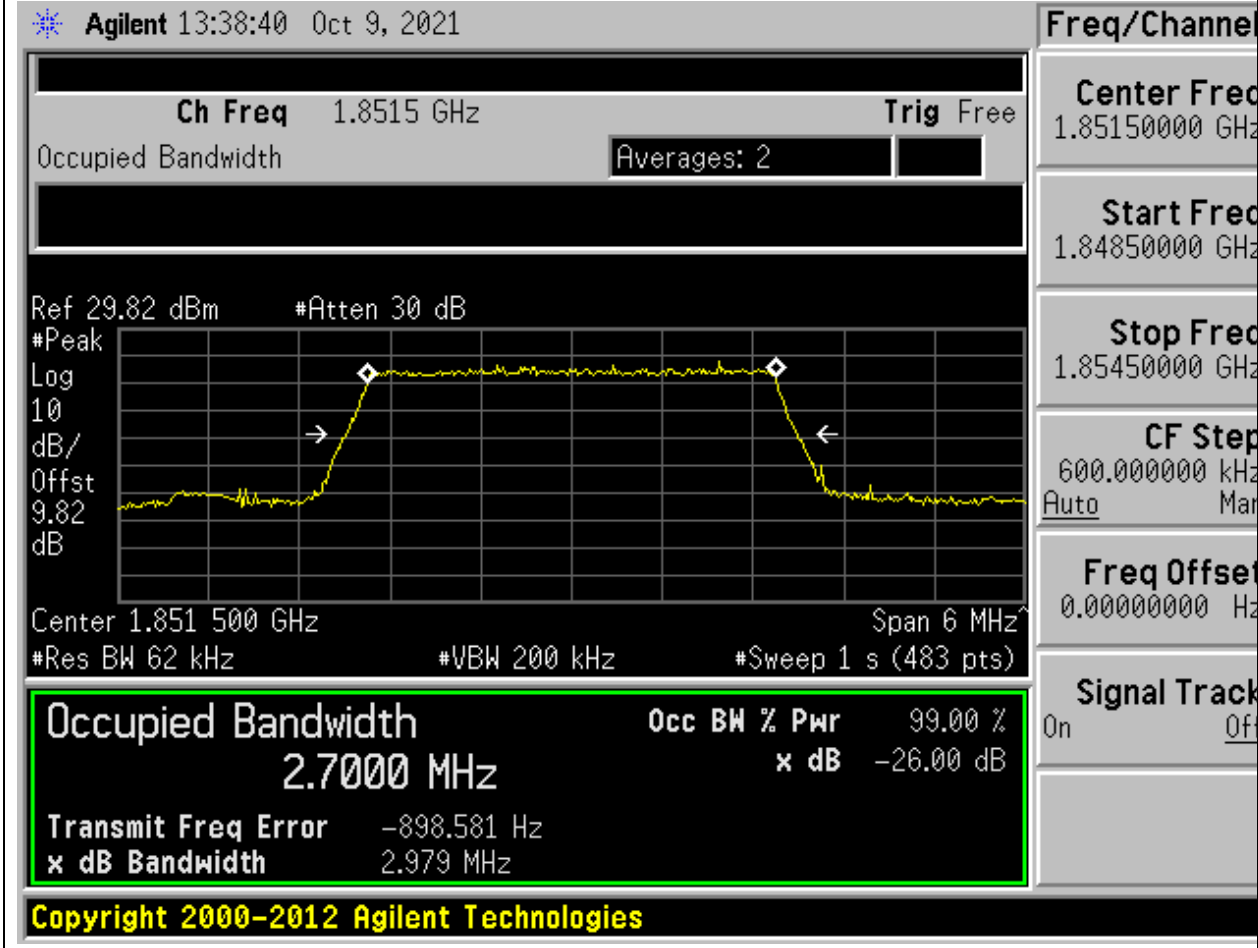 Agilent 13:38:40 Oct 9, 2021
Freq/Channel
Ch Freq 1.8515 GHz Trig Free
Occupied Bandwidth Averages: 2
Center Freq
1.85150000 GHz
Start Freq
1.84850000 GHz
Stop Freq
1.85450000 GHz
CF Step
600.000000 kHz
Auto Man
Freq Offset
0.00000000 Hz
Signal Track
On Off
Ref 29.82 dBm #Atten 30 dB
#Peak
Log
10
dB/
Offst
9.82
dB
Center 1.851 500 GHz Span 6 MHz^
#Res BW 62 kHz #VBW 200 kHz #Sweep 1 s (483 pts)
Occupied Bandwidth
2.7000 MHz
Occ BW % Pwr 99.00 %
x dB -26.00 dB
Transmit Freq Error -898.581 Hz
x dB Bandwidth 2.979 MHz
Copyright 2000-2012 Agilent Technologies